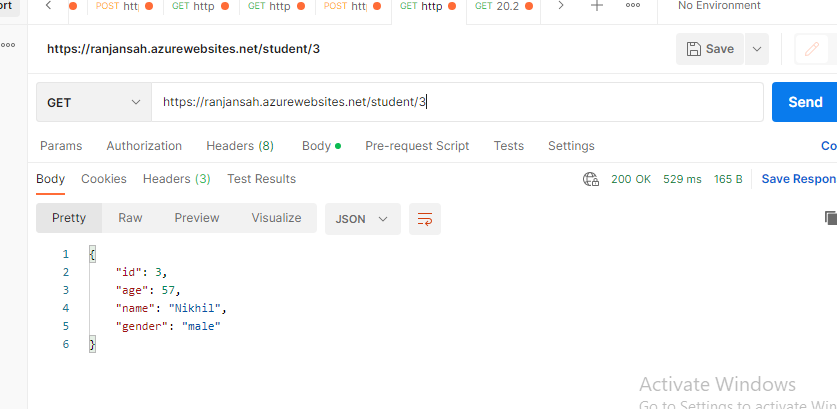 ort
POST htt GET http GET http POST htt GET http GET 20.2 No Environment
https://ranjansah.azurewebsites.net/student/3
Save
GET https://ranjansah.azurewebsites.net/student/3 Send
Params Authorization Headers (8) Body Pre-request Script Tests Settings Co
Body Cookies Headers (3) Test Results 200 OK 529 ms 165 B Save Respon
Pretty Raw Preview Visualize JSON
1 {
2 "id": 3,
3 "age": 57,
4 "name": "Nikhil",
5 "gender": "male"
6 }
Activate Windows
Go to Settings to activate Win